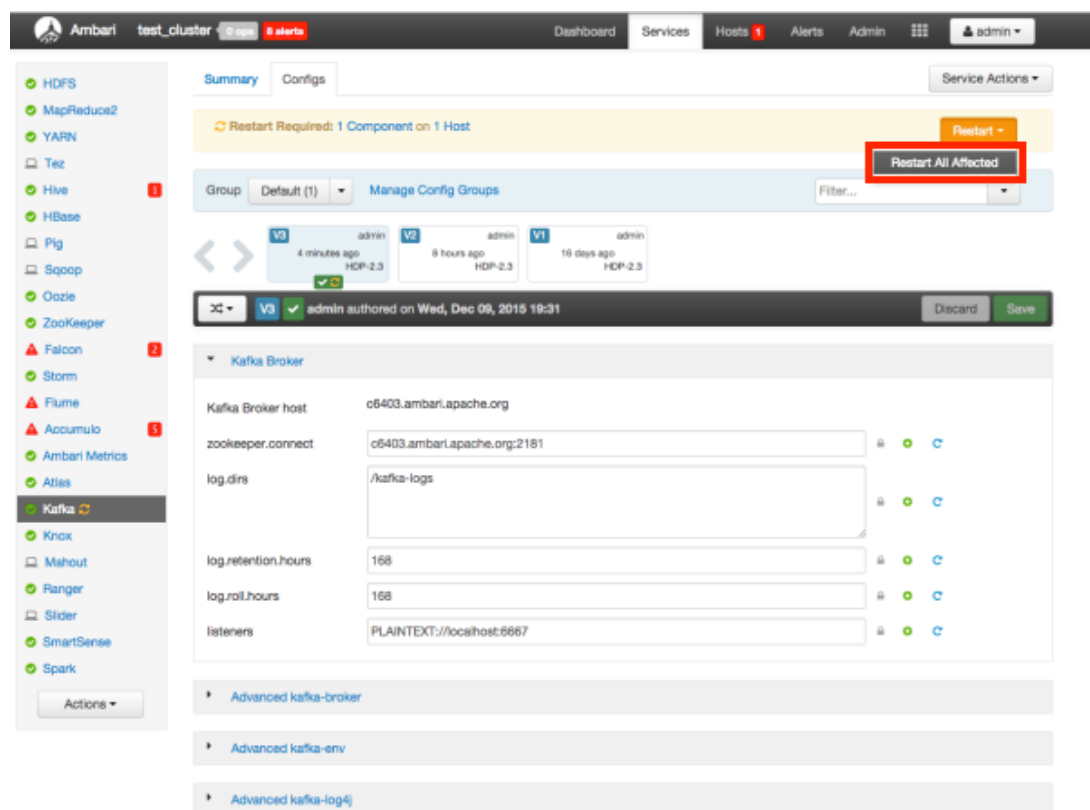 Ambari test_cluster 0 ops 8 alerts Dashboard Services Hosts 1 Alerts Admin admin
HDFS
MapReduce2
YARN
Tez
Hive 1
HBase
Pig
Sqoop
Oozie
ZooKeeper
Falcon 2
Storm
Flume
Accumulo 5
Ambari Metrics
Atlas
Kafka
Knox
Mahout
Ranger
Slider
SmartSense
Spark
Actions
Summary Configs Service Actions
Restart Required: 1 Component on 1 Host Restart
Restart All Affected
Group Default (1) Manage Config Groups Filter...
V3 admin V2 admin V1 admin
4 minutes ago 8 hours ago 16 days ago
HDP-2.3 HDP-2.3 HDP-2.3
V3 admin authored on Wed, Dec 09, 2015 19:31 Discard Save
Kafka Broker
Kafka Broker host c6403.ambari.apache.org
zookeeper.connect c6403.ambari.apache.org:2181
log.dirs /kafka-logs
log.retention.hours 168
log.roll.hours 168
listeners PLAINTEXT://localhost:6667
Advanced kafka-broker
Advanced kafka-env
Advanced kafka-log4j